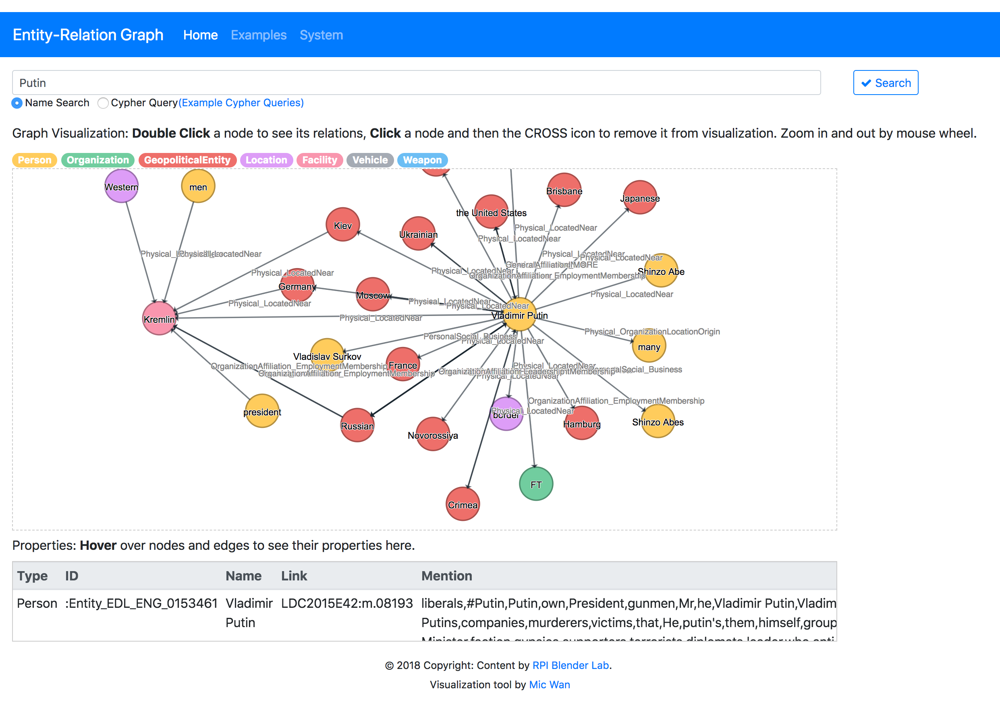 Entity-Relation Graph Home Examples System
Putin
Search
Name Search Cypher Query(Example Cypher Queries)
Graph Visualization: Double Click a node to see its relations, Click a node and then the CROSS icon to remove it from visualization. Zoom in and out by mouse wheel.
Person Organization GeopoliticalEntity Location Facility Vehicle Weapon
Western
men
Brisbane
Japanese
the United States
Kiev
Ukrainian
Physical_LocatedNear
Physical_LocatedNear
Physical_LocatedNear
Physical_LocatedNear
Physical_LocatedNear
GeneralAffiliation_MORE
Physical_LocatedNear
Shinzo Abe
Physical_LocatedNear
OrganizationAffiliation_EmploymentMembership
Germany
Moscow
Physical_LocatedNear
Physical_LocatedNear
Physical_LocatedNear
Physical_LocatedNear
Kremlin
Physical_LocatedNear
Vladimir Putin
Physical_OrganizationLocationOrigin
PersonalSocial_Business
Physical_LocatedNear
many
Vladislav Surkov
France
OrganizationAffiliation_EmploymentMembership
Physical_LocatedNear
PersonalSocial_Business
OrganizationAffiliation_EmploymentMembership
Physical_LocatedNear
OrganizationAffiliation_EmploymentMembership
president
Physical_LocatedNear
border
Russian
Hamburg
Shinzo Abes
Novorossiya
FT
Crimea
Properties: Hover over nodes and edges to see their properties here.
Type ID Name Link Mention
Person :Entity_EDL_ENG_0153461 Vladimir LDC2015E42:m.08193 liberals,#Putin,Putin,own,President,gunmen,Mr,he,Vladimir Putin,Vladim
Putin Putins,companies,murderers,victims,that,He,putin's,them,himself,group
© 2018 Copyright: Content by RPI Blender Lab.
Visualization tool by Mic Wan